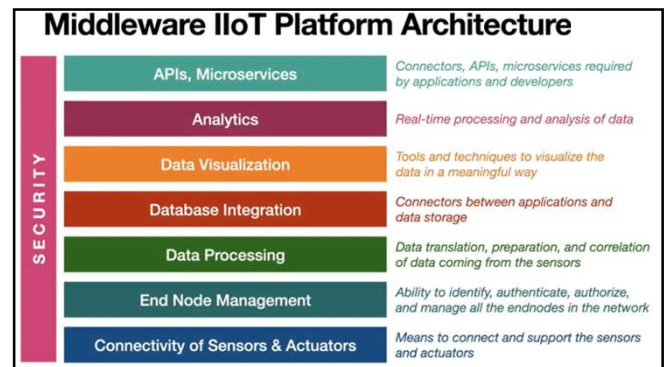 Middleware IIoT Platform Architecture
SECURITY
APIs, Microservices
Connectors, APIs, microservices required
by applications and developers
Analytics
Real-time processing and analysis of data
Data Visualization
Tools and techniques to visualize the
data in a meaningful way
Database Integration
Connectors between applications and
data storage
Data Processing
Data translation, preparation, and correlation
of data coming from the sensors
End Node Management
Ability to identify, authenticate, authorize,
and manage all the endnodes in the network
Connectivity of Sensors & Actuators
Means to connect and support the sensors
and actuators